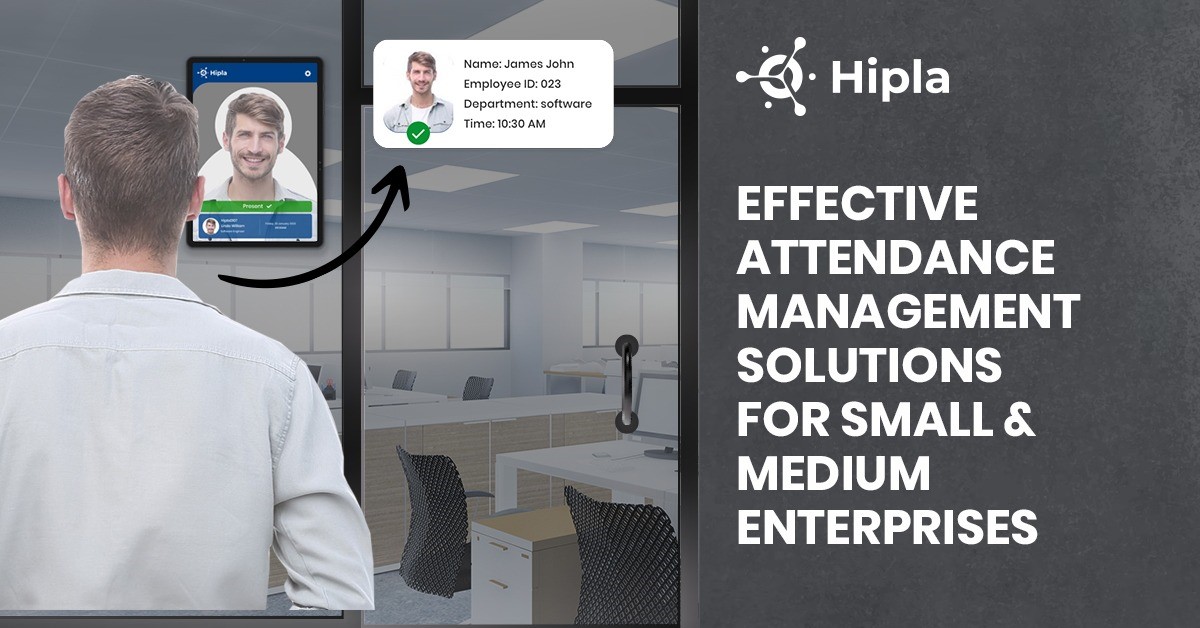 Hipla
Present
Name: James John
Employee ID: 023
Department: software
Time: 10:30 AM
Hipla
EFFECTIVE
ATTENDANCE
MANAGEMENT
SOLUTIONS
FOR SMALL &
MEDIUM
ENTERPRISES